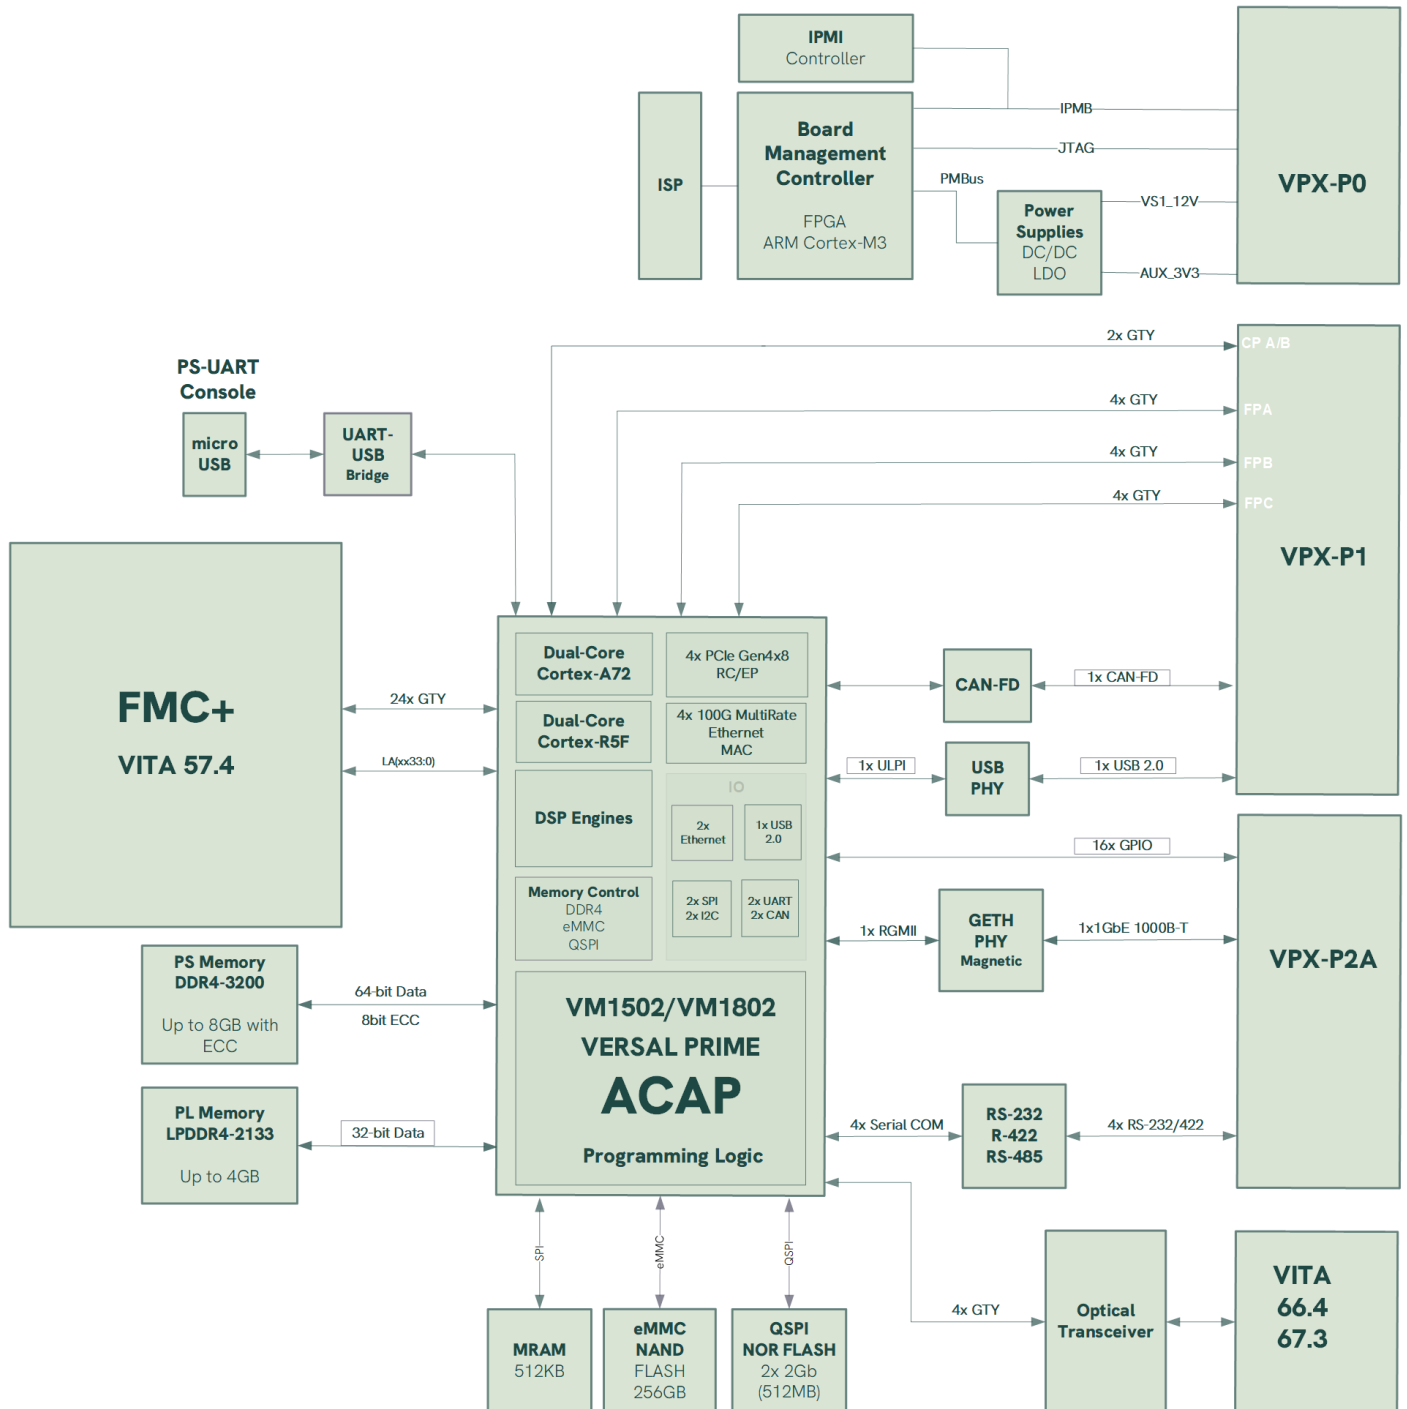 IPMI
Controller
ISP
Board
Management
Controller
FPGA
ARM Cortex-M3
IPMB
JTAG
PMBus
Power
Supplies
DC/DC
LDO
VS1_12V
AUX_3V3
VPX-P0
2x GTY
CP A/B
4x GTY
FPA
4x GTY
FPB
4x GTY
FPC
VPX-P1
PS-UART
Console
micro
USB
UART-
USB
Bridge
FMC+
VITA 57.4
24x GTY
LA(xx33:0)
Dual-Core
Cortex-A72
4x PCIe Gen4x8
RC/EP
Dual-Core
Cortex-R5F
4x 100G MultiRate
Ethernet
MAC
DSP Engines
IO
2x
Ethernet
1x USB
2.0
2x SPI
2x I2C
2x UART
2x CAN
Memory Control
DDR4
eMMC
QSPI
VM1502/VM1802
VERSAL PRIME
ACAP
Programming Logic
CAN-FD
1x CAN-FD
1x ULPI
USB
PHY
1x USB 2.0
16x GPIO
1x RGMII
GETH
PHY
Magnetic
1x1GbE 1000B-T
VPX-P2A
PS Memory
DDR4-3200
Up to 8GB with
ECC
64-bit Data
8bit ECC
PL Memory
LPDDR4-2133
Up to 4GB
32-bit Data
4x Serial COM
RS-232
R-422
RS-485
4x RS-232/422
SPI
eMMC
QSPI
MRAM
512KB
eMMC
NAND
FLASH
256GB
QSPI
NOR FLASH
2x 2Gb
(512MB)
4x GTY
Optical
Transceiver
VITA
66.4
67.3